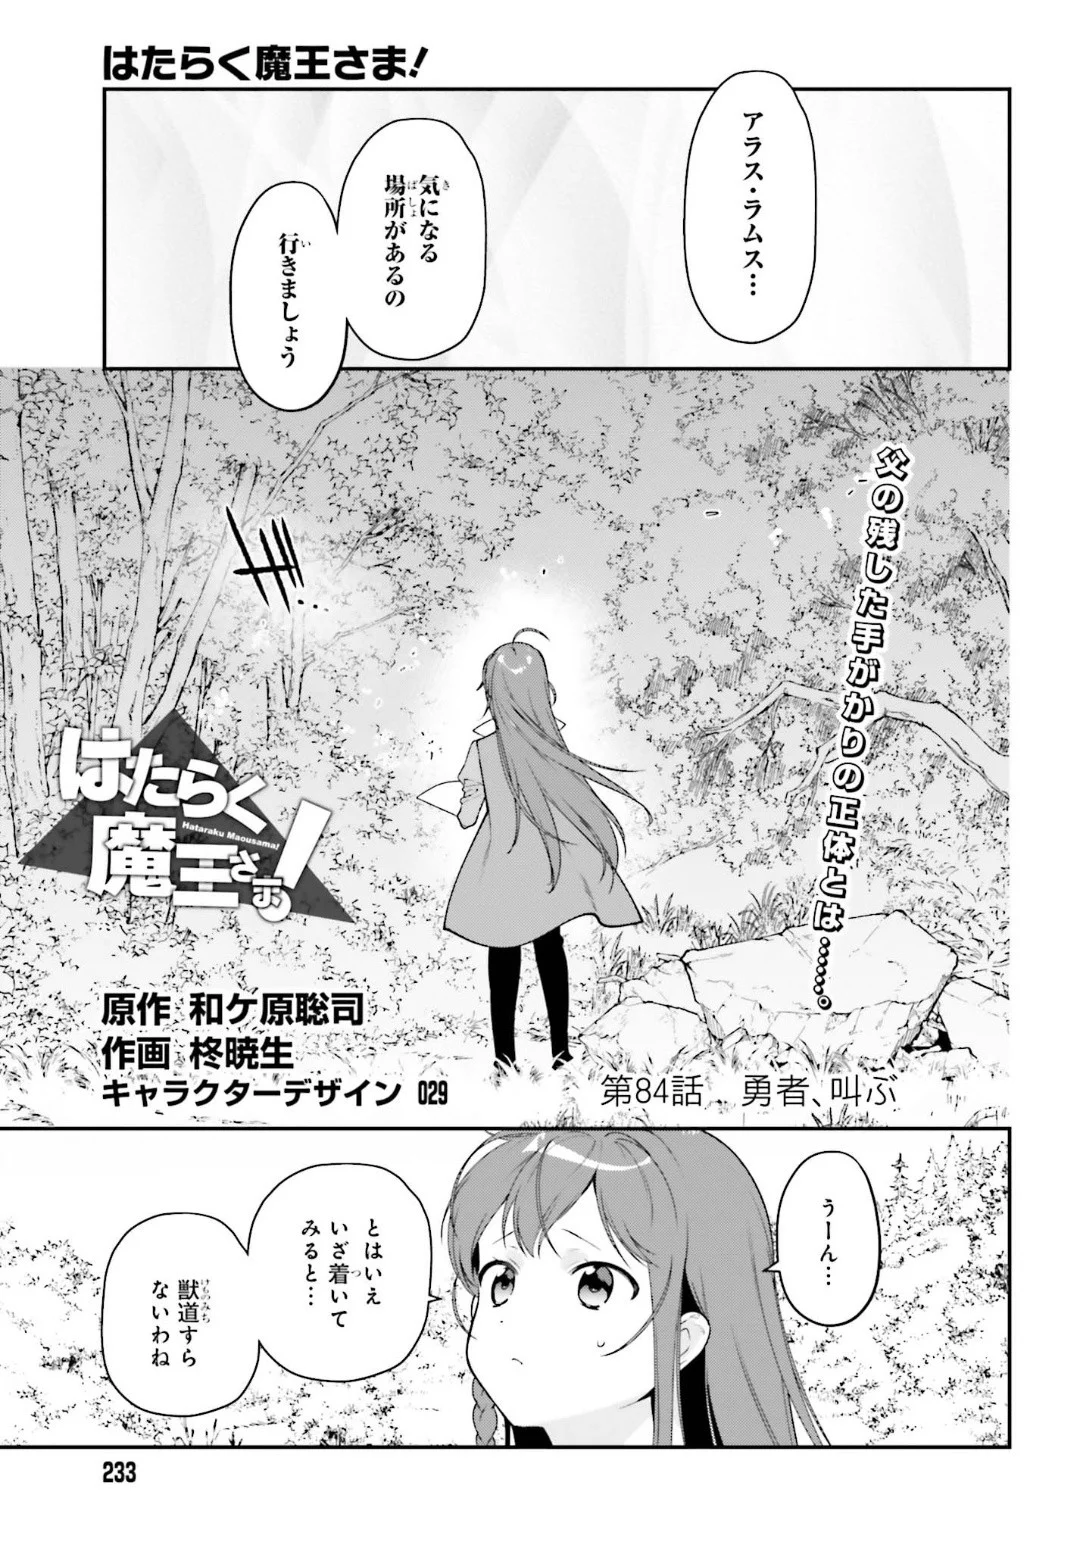 はたらく魔王さま!
アラス・ラムス…
気になる
場所があるの
行きましょう
父の残した手がかりの正体とは……。
はたらく
魔王さま!
Hataraku Maousama!
原作 和ケ原聡司
作画 柊暁生
キャラクターデザイン 029
第84話 勇者、叫ぶ
うーん…
とはいえ
いざ着いて
みると…
獣道すら
ないわね
233